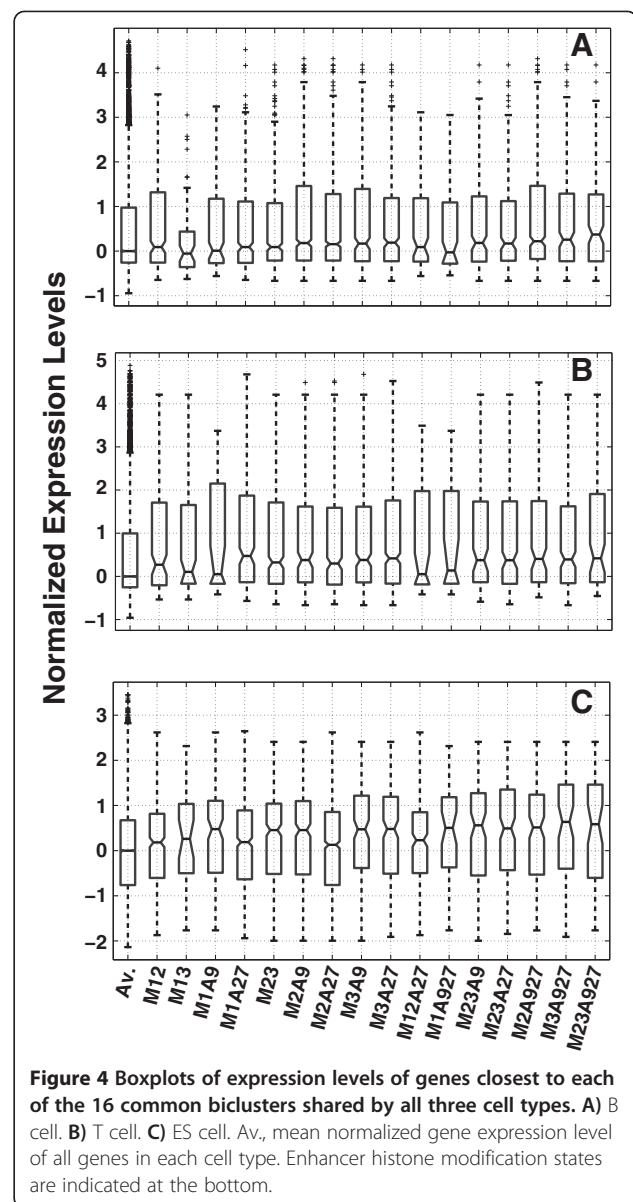 A
4
3
2
1
0
−1
B
5
4
3
2
1
0
−1
Normalized Expression Levels
C
3
2
1
0
−1
−2
Av.
M12
M13
M1A9
M1A27
M23
M2A9
M2A27
M3A9
M3A27
M12A27
M1A927
M23A9
M23A27
M2A927
M3A927
M23A927
Figure 4 Boxplots of expression levels of genes closest to each
of the 16 common biclusters shared by all three cell types. A) B
cell. B) T cell. C) ES cell. Av., mean normalized gene expression level
of all genes in each cell type. Enhancer histone modification states
are indicated at the bottom.